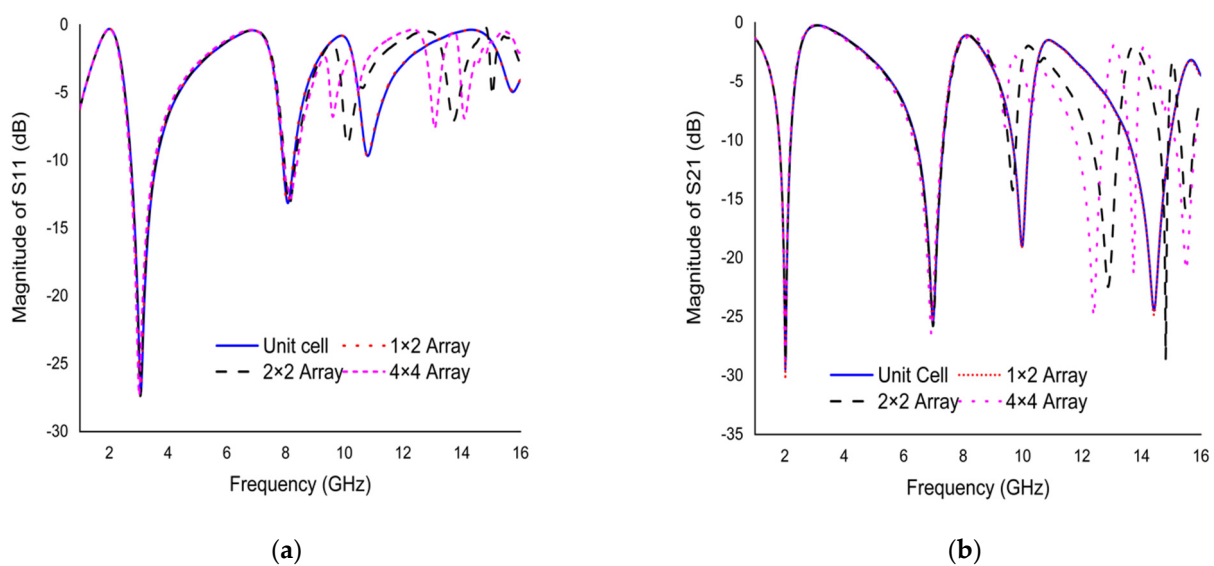 0
-5
-10
-15
-20
-25
-30
Magnitude of S11 (dB)
Unit cell
1×2 Array
2×2 Array
4×4 Array
2 4 6 8 10 12 14 16
Frequency (GHz)
(a)
0
-5
-10
-15
-20
-25
-30
-35
Magnitude of S21 (dB)
Unit Cell
1×2 Array
2×2 Array
4×4 Array
2 4 6 8 10 12 14 16
Frequency (GHz)
(b)